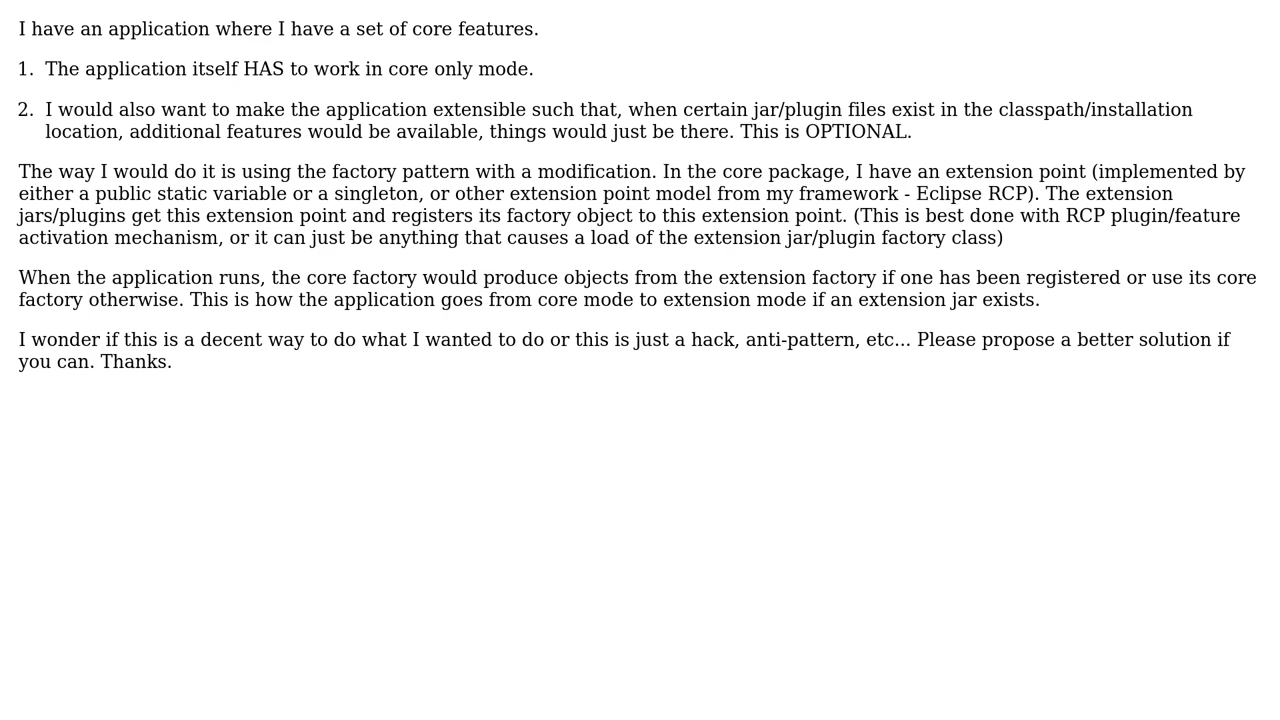 I have an application where I have a set of core features.
1. The application itself HAS to work in core only mode.
2. I would also want to make the application extensible such that, when certain jar/plugin files exist in the classpath/installation
location, additional features would be available, things would just be there. This is OPTIONAL.
The way I would do it is using the factory pattern with a modification. In the core package, I have an extension point (implemented by
either a public static variable or a singleton, or other extension point model from my framework - Eclipse RCP). The extension
jars/plugins get this extension point and registers its factory object to this extension point. (This is best done with RCP plugin/feature
activation mechanism, or it can just be anything that causes a load of the extension jar/plugin factory class)
When the application runs, the core factory would produce objects from the extension factory if one has been registered or use its core
factory otherwise. This is how the application goes from core mode to extension mode if an extension jar exists.
I wonder if this is a decent way to do what I wanted to do or this is just a hack, anti-pattern, etc... Please propose a better solution if
you can. Thanks.